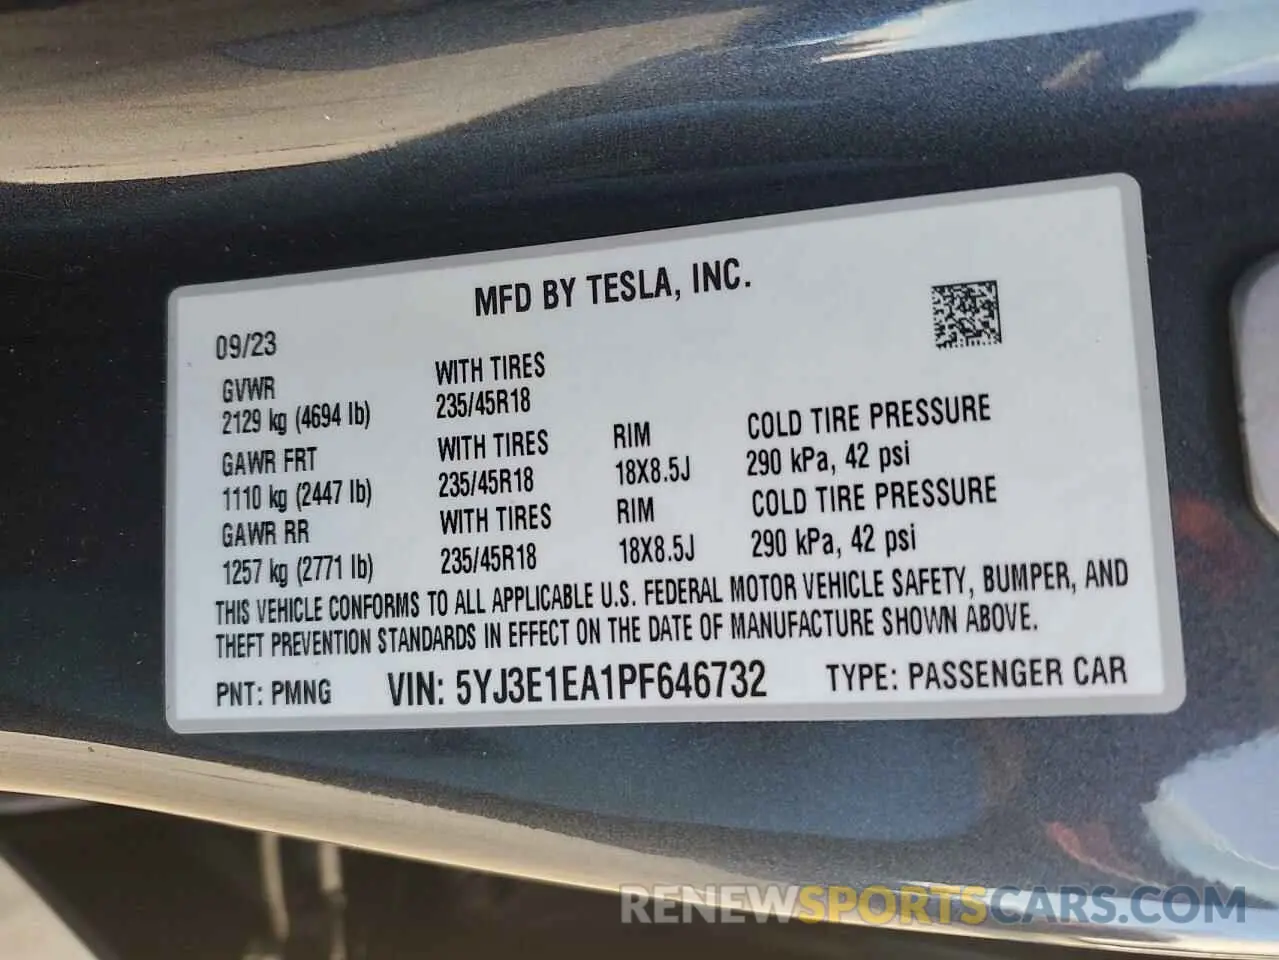 MFD BY TESLA, INC.
09/23
GVWR WITH TIRES
2129 kg (4694 lb) 235/45R18
GAWR FRT WITH TIRES RIM COLD TIRE PRESSURE
1110 kg (2447 lb) 235/45R18 18X8.5J 290 kPa, 42 psi
GAWR RR WITH TIRES RIM COLD TIRE PRESSURE
1257 kg (2771 lb) 235/45R18 18X8.5J 290 kPa, 42 psi
THIS VEHICLE CONFORMS TO ALL APPLICABLE U.S. FEDERAL MOTOR VEHICLE SAFETY, BUMPER, AND
THEFT PREVENTION STANDARDS IN EFFECT ON THE DATE OF MANUFACTURE SHOWN ABOVE.
PNT: PMNG VIN: 5YJ3E1EA1PF646732 TYPE: PASSENGER CAR
RENEWSPORTSCARS.COM